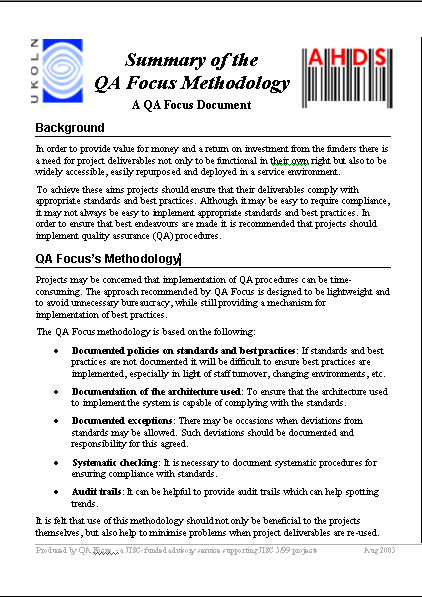 UKOLN
AHDS
Summary of the
QA Focus Methodology
A QA Focus Document
Background
In order to provide value for money and a return on investment from the funders there is
a need for project deliverables not only to be functional in their own right but also to be
widely accessible, easily repurposed and deployed in a service environment.
To achieve these aims projects should ensure that their deliverables comply with
appropriate standards and best practices. Although it may be easy to require compliance,
it may not always be easy to implement appropriate standards and best practices. In
order to ensure that best endeavours are made it is recommended that projects should
implement quality assurance (QA) procedures.
QA Focus's Methodology
Projects may be concerned that implementation of QA procedures can be time-
consuming. The approach recommended by QA Focus is designed to be lightweight and
to avoid unnecessary bureaucracy, while still providing a mechanism for
implementation of best practices.
The QA Focus methodology is based on the following:
• Documented policies on standards and best practices: If standards and best
practices are not documented it will be difficult to ensure best practices are
implemented, especially in light of staff turnover, changing environments, etc.
• Documentation of the architecture used: To ensure that the architecture used
to implement the system is capable of complying with the standards.
• Documented exceptions: There may be occasions when deviations from
standards may be allowed. Such deviations should be documented and
responsibility for this agreed.
• Systematic checking: It is necessary to document systematic procedures for
ensuring compliance with standards.
• Audit trails: It can be helpful to provide audit trails which can help spotting
trends.
It is felt that use of this methodology should not only be beneficial to the projects
themselves, but also help to minimise problems when project deliverables are re-used.
Produced by QA Focus – a JISC-funded advisory service supporting JISC 5/99 projects Aug 2003